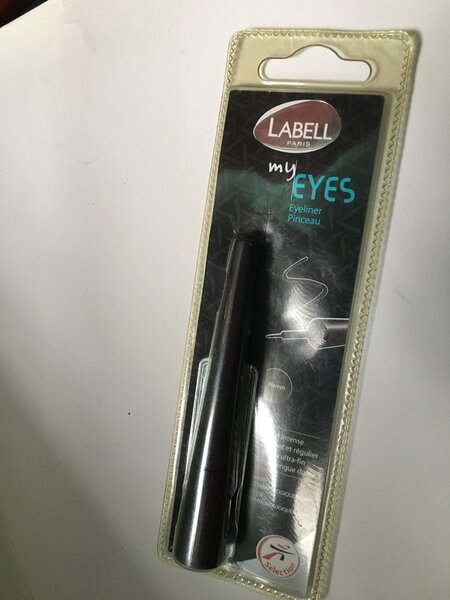 LABELL
PARIS
my
EYES
Eyeliner
Pinceau
Marron
intense
et régulier
ultra-fin
Sélection